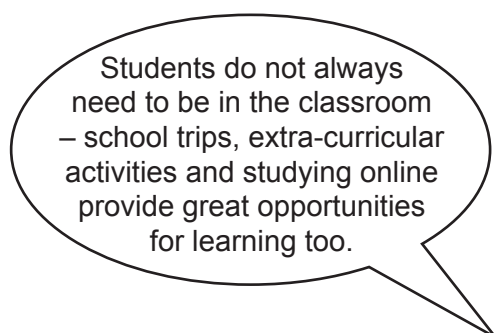 Students do not always
need to be in the classroom
– school trips, extra-curricular
activities and studying online
provide great opportunities
for learning too.